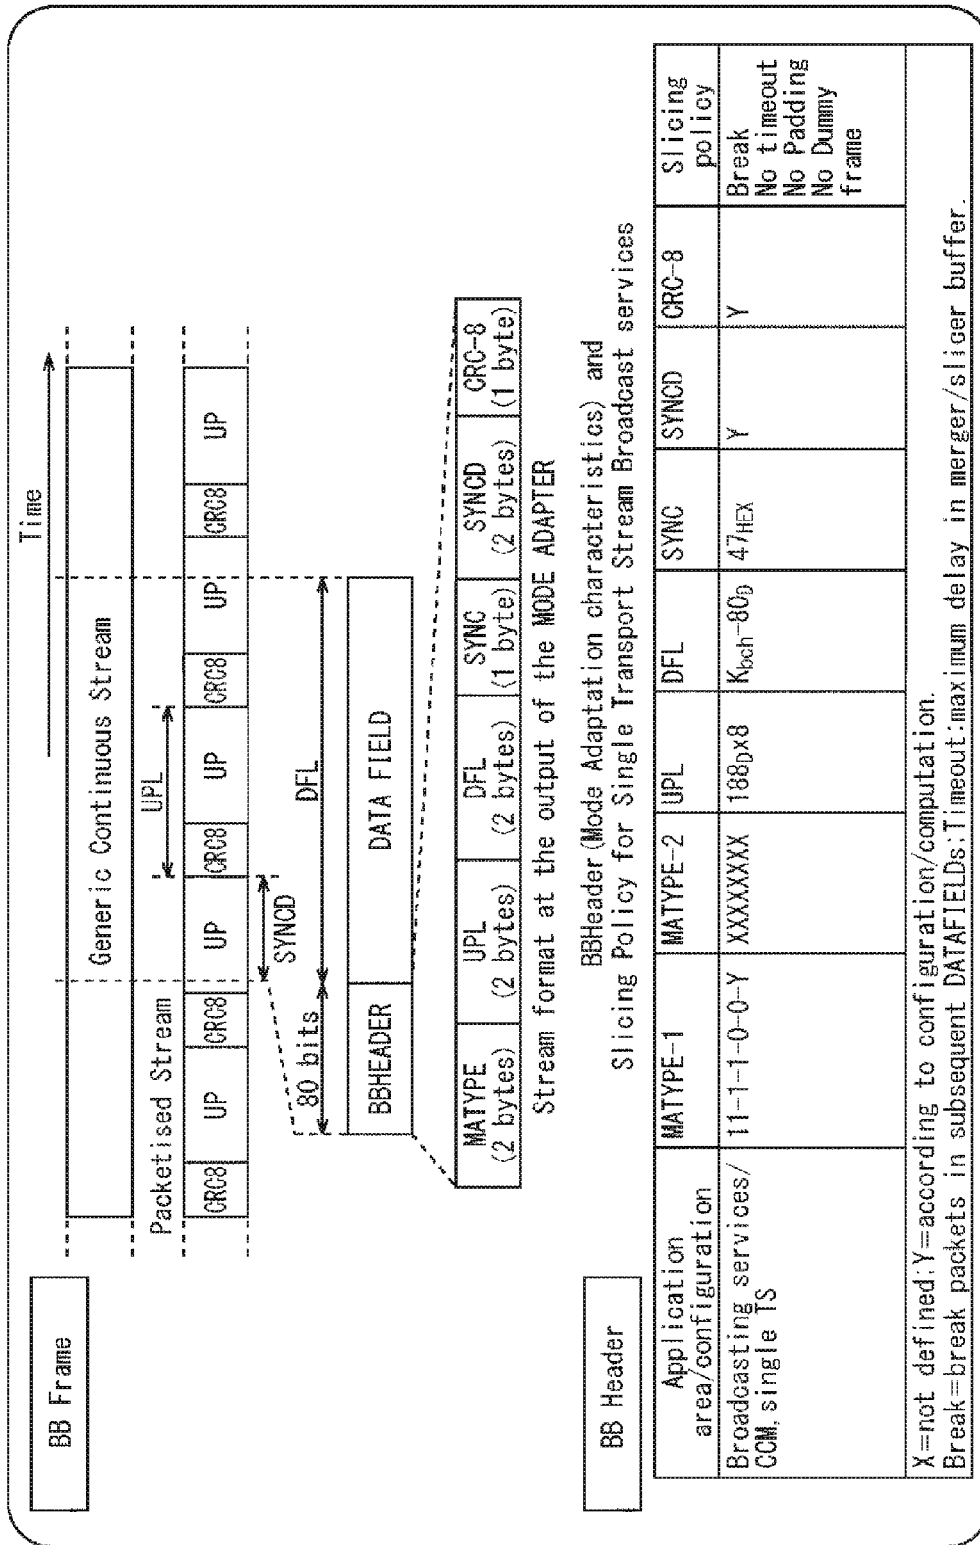 BB Frame
Time
Generic Continuous Stream
Packetised Stream
UPL
CRC8 UP CRC8 UP CRC8 UP CRC8 UP CRC8 UP
SYNCD
80 bits
DFL
BBHEADER DATA FIELD
MATYPE (2 bytes)
UPL (2 bytes)
DFL (2 bytes)
SYNC (1 byte)
SYNCD (2 bytes)
CRC-8 (1 byte)
Stream format at the output of the MODE ADAPTER
BB Header
BBHeader(Mode Adaptation characteristics) and
Slicing Policy for Single Transport Stream Broadcast services
Application area/configuration
MATYPE-1
MATYPE-2
UPL
DFL
SYNC
SYNCD
CRC-8
Slicing policy
Broadcasting services/
CCM,single TS
11-1-1-0-0-Y
XXXXXXXX
188Dx8
Kbch-80D
47HEX
Y
Y
Break
No timeout
No Padding
No Dummy
frame
X=not defined;Y=according to configuration/computation.
Break=break packets in subsequent DATAFIELDs;Timeout:maximum delay in merger/slicer buffer.